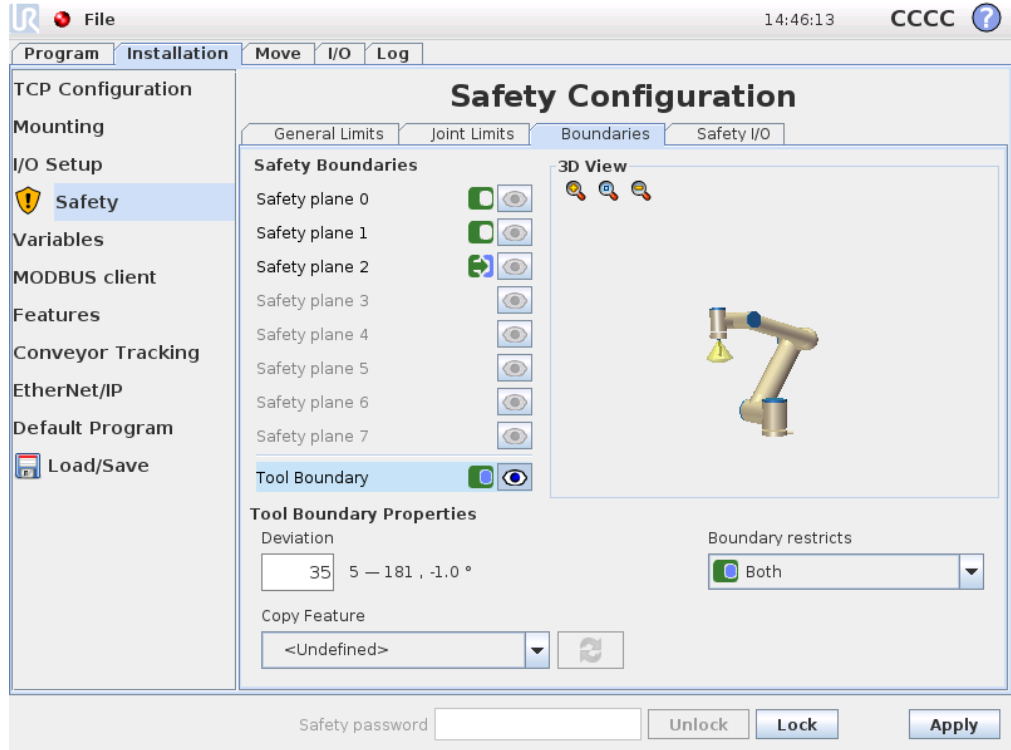 UR File 14:46:13 CCCC ?
Program Installation Move I/O Log
TCP Configuration
Mounting
I/O Setup
Safety
Variables
MODBUS client
Features
Conveyor Tracking
EtherNet/IP
Default Program
Load/Save
Safety Configuration
General Limits Joint Limits Boundaries Safety I/O
Safety Boundaries
Safety plane 0
Safety plane 1
Safety plane 2
Safety plane 3
Safety plane 4
Safety plane 5
Safety plane 6
Safety plane 7
Tool Boundary
3D View
Tool Boundary Properties
Deviation
35 5 — 181 , -1.0 °
Boundary restricts
Both
Copy Feature
<Undefined>
Safety password Unlock Lock Apply